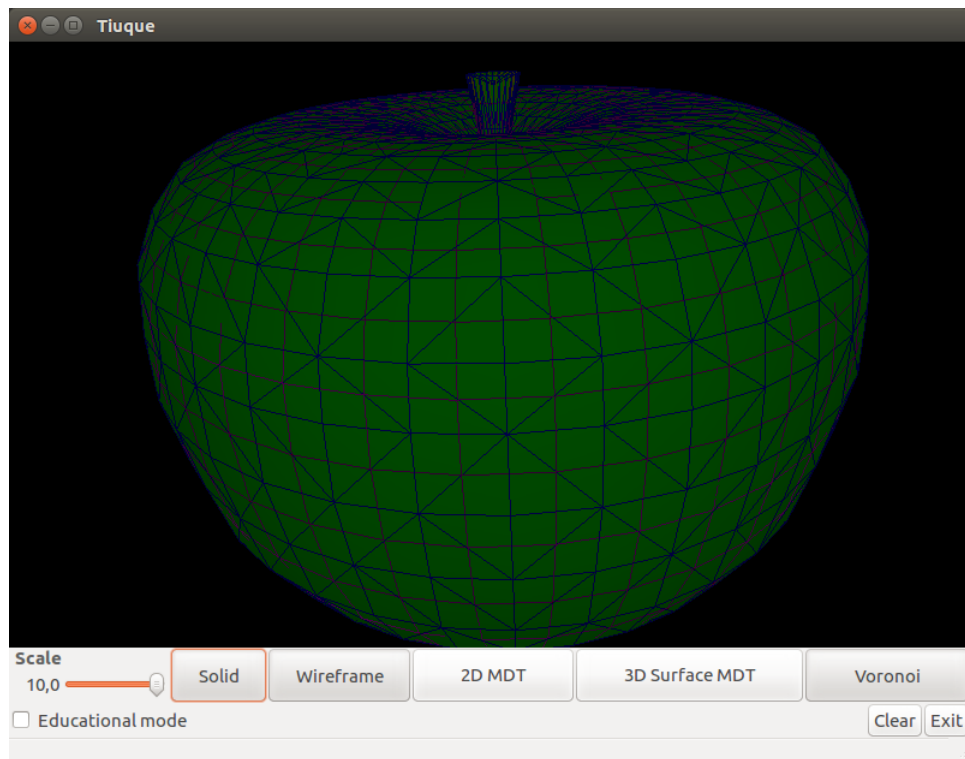 Tiuque
Scale
10,0
Solid
Wireframe
2D MDT
3D Surface MDT
Voronoi
Educational mode
Clear
Exit